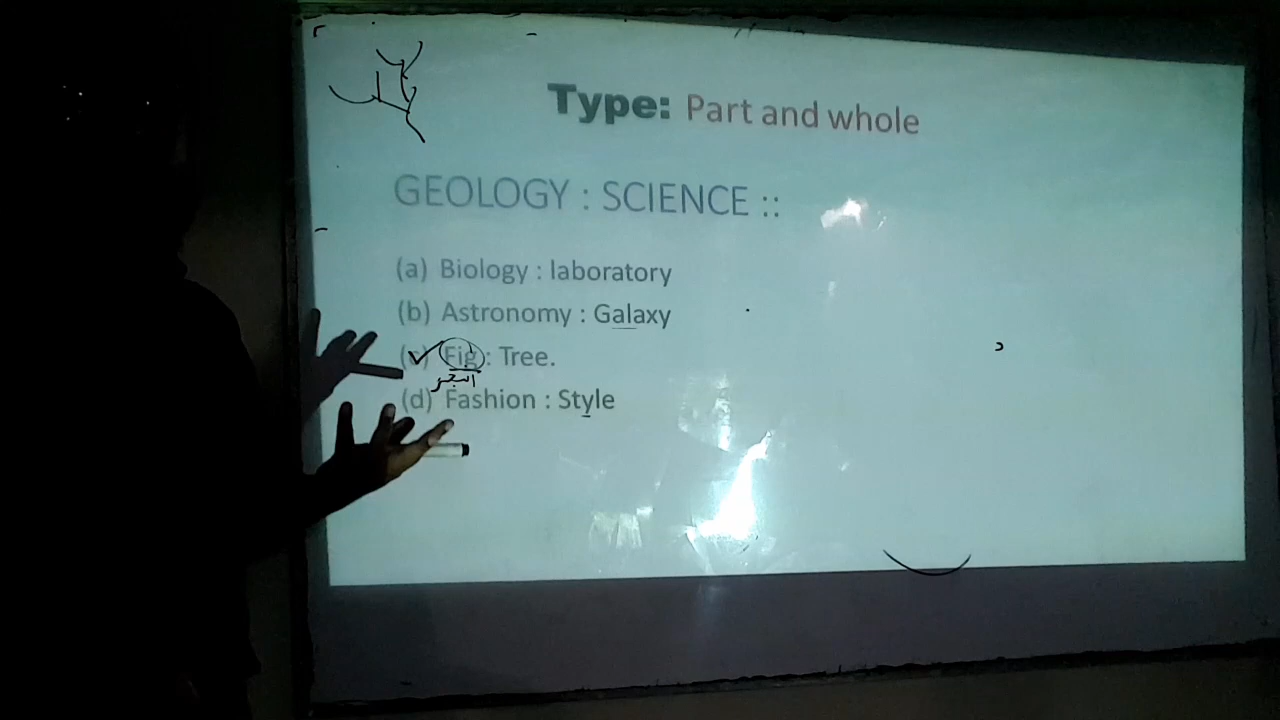 Type: Part and whole
GEOLOGY : SCIENCE ::
(a) Biology : laboratory
(b) Astronomy : Galaxy
(c) Fig : Tree.
(d) Fashion : Style